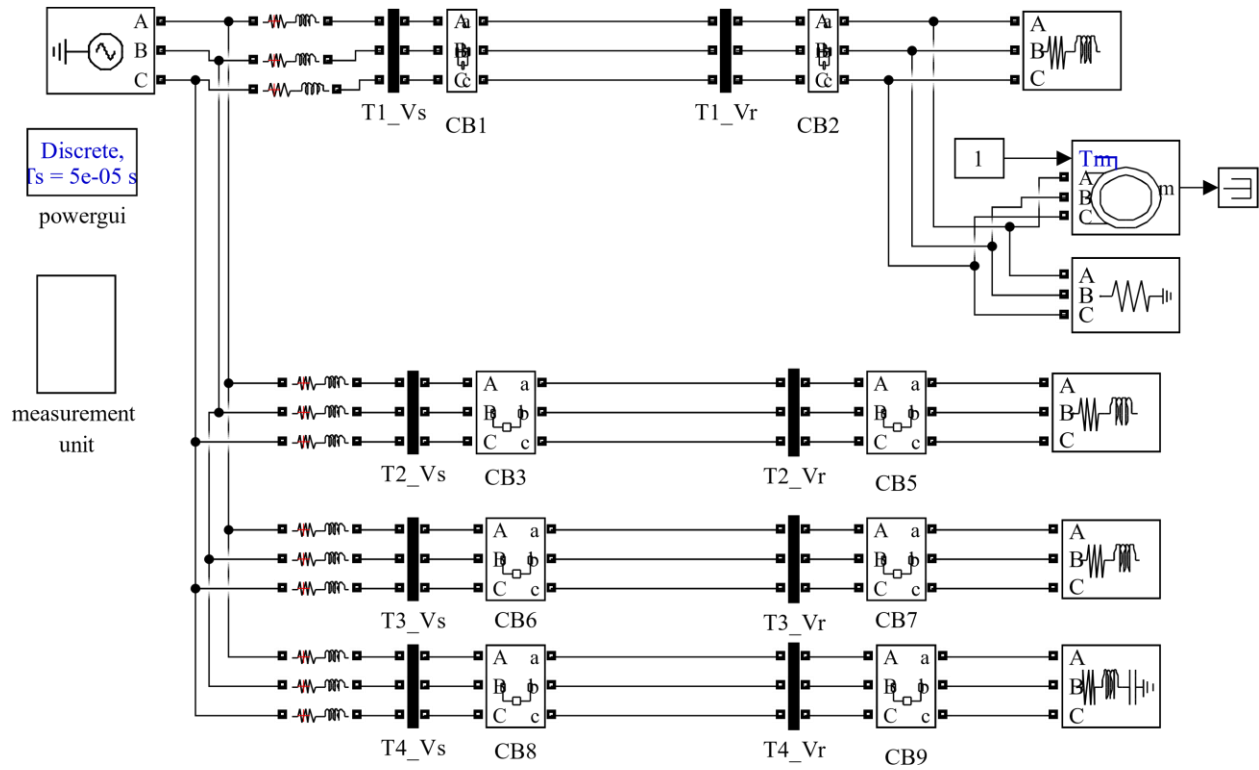 A
B
C
T1_Vs
A a
B
C c
CB1
T1_Vr
A a
B
C c
CB2
A
B
C
Discrete,
Ts = 5e-05 s
powergui
1
Tm
A
B
C
m
A
B
C
measurement
unit
T2_Vs
A a
B b
C c
CB3
T2_Vr
A a
B b
C c
CB5
A
B
C
T3_Vs
A a
B b
C c
CB6
T3_Vr
A a
B b
C c
CB7
A
B
C
T4_Vs
A a
B b
C c
CB8
T4_Vr
A a
B b
C c
CB9
A
B
C